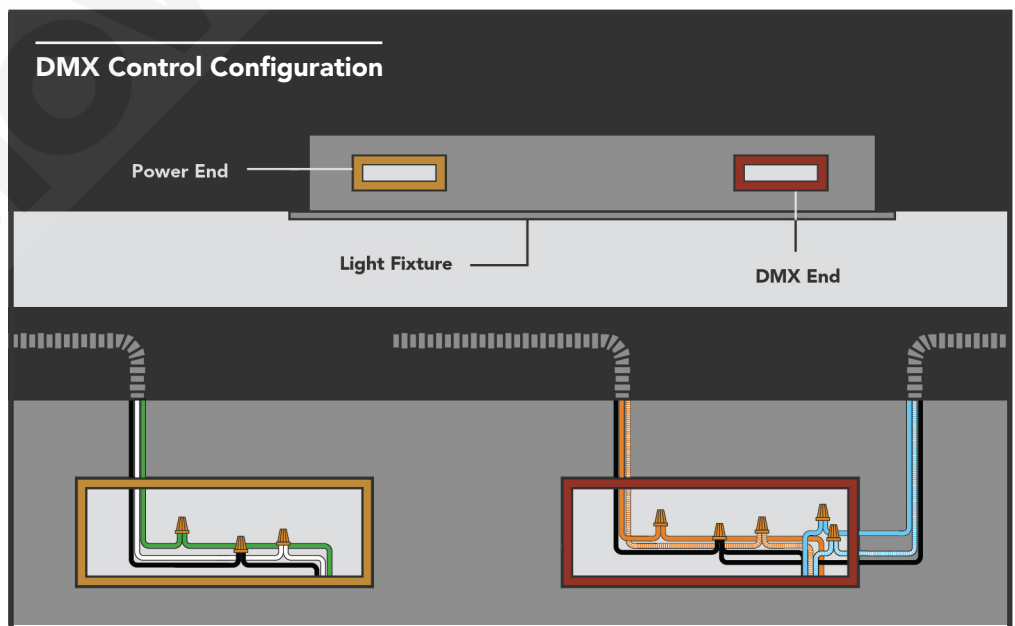 DMX Control Configuration
Power End
Light Fixture
DMX End